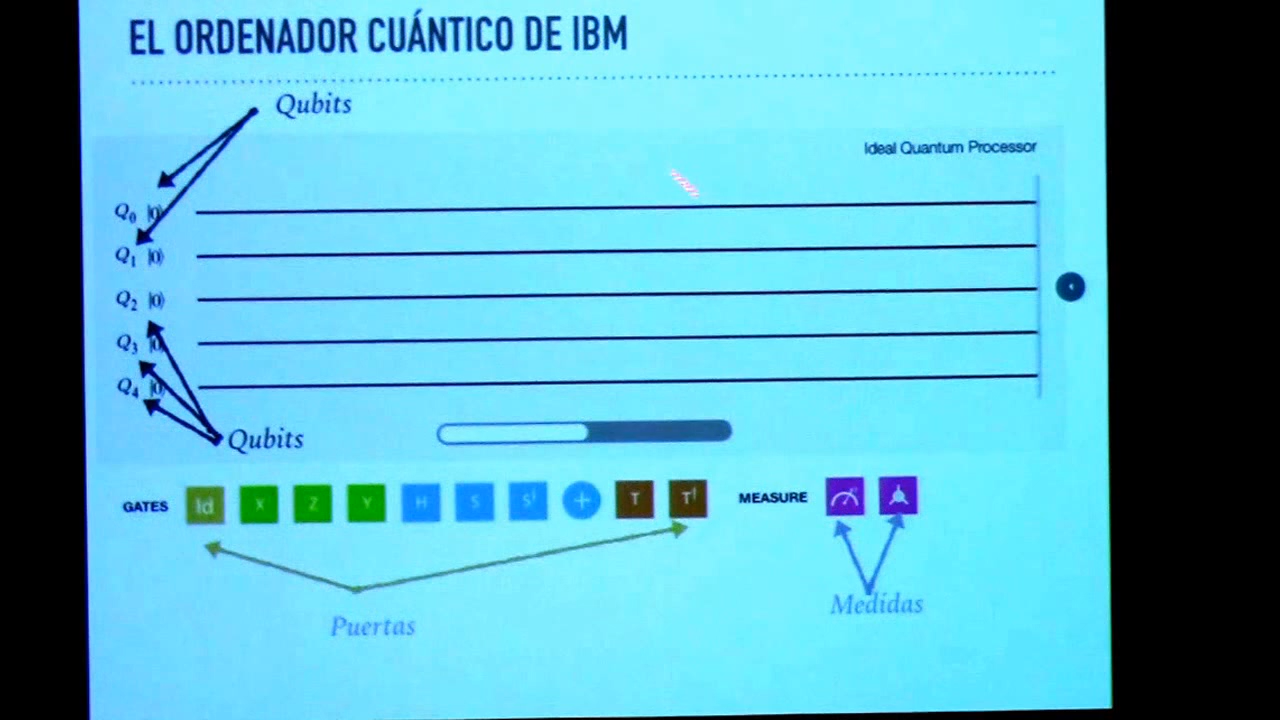 EL ORDENADOR CUÁNTICO DE IBM
Qubits
Ideal Quantum Processor
Q₀ |0⟩
Q₁ |0⟩
Q₂ |0⟩
Q₃ |0⟩
Q₄ |0⟩
Qubits
GATES Id X Z Y H S S† + T T† MEASURE
Puertas
Medidas